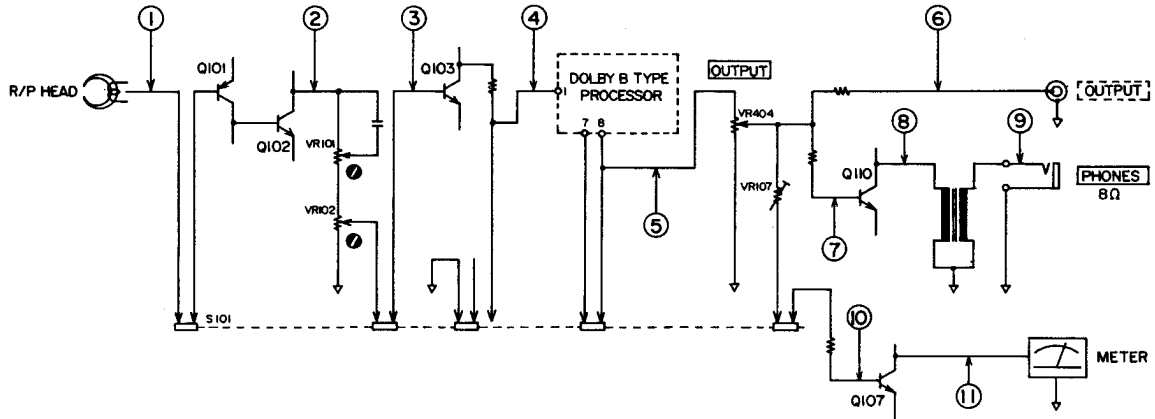 1
2
3
4
6
R/P HEAD
Q101
Q103
DOLBY B TYPE
PROCESSOR
1
OUTPUT
OUTPUT
Q102
VR101
7 8
VR404
8
9
Q110
PHONES
8Ω
VR102
5
VR107
7
S101
10
METER
Q107
11